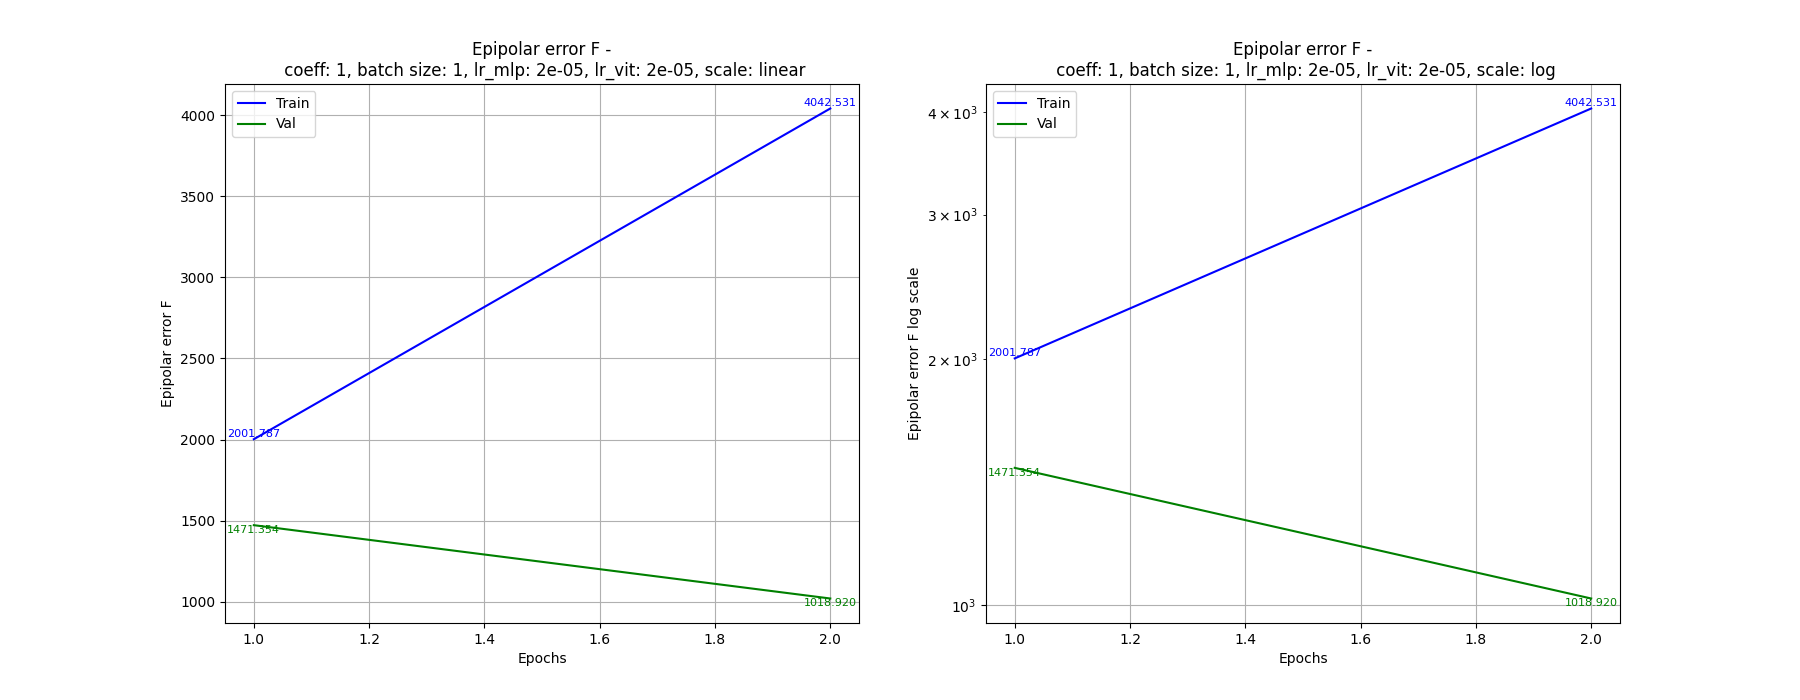 Epipolar error F -
coeff: 1, batch size: 1, lr_mlp: 2e-05, lr_vit: 2e-05, scale: linear
Train
Val
4042.531
2001.787
1471.354
1018.920
4000
3500
3000
2500
2000
1500
1000
Epipolar error F
1.0 1.2 1.4 1.6 1.8 2.0
Epochs
Epipolar error F -
coeff: 1, batch size: 1, lr_mlp: 2e-05, lr_vit: 2e-05, scale: log
Train
Val
4042.531
2001.787
1471.354
1018.920
4 × 10³
3 × 10³
2 × 10³
10³
Epipolar error F log scale
1.0 1.2 1.4 1.6 1.8 2.0
Epochs